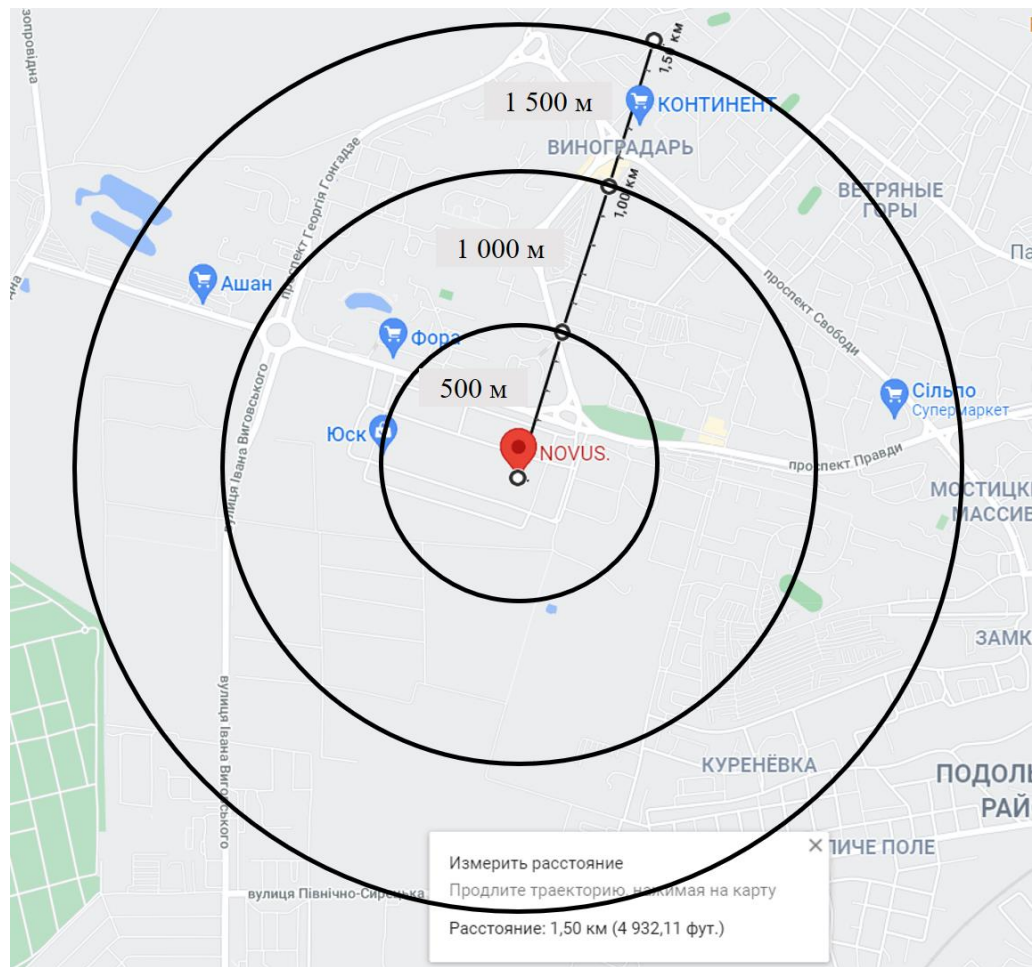 зопровідна
1,50 км
1 500 м
КОНТИНЕНТ
ВИНОГРАДАРЬ
1,00 км
ВЕТРЯНЫЕ
ГОРЫ
проспект Георгія Гонгадзе
1 000 м
Ашан
проспект Свободи
Фора
500 м
Сільпо
Супермаркет
Юск
NOVUS.
вулиця Івана Виговського
проспект Правди
МОСТИЦК
МАССИВ
ЗАМК
вулиця Івана Виговського
КУРЕНЁВКА
ПОДОЛЬ
РАЙ
ПИЧЕ ПОЛЕ
вулиця Північно-Сирецька
Измерить расстояние
Продлите траекторию, нажимая на карту
Расстояние: 1,50 км (4 932,11 фут.)